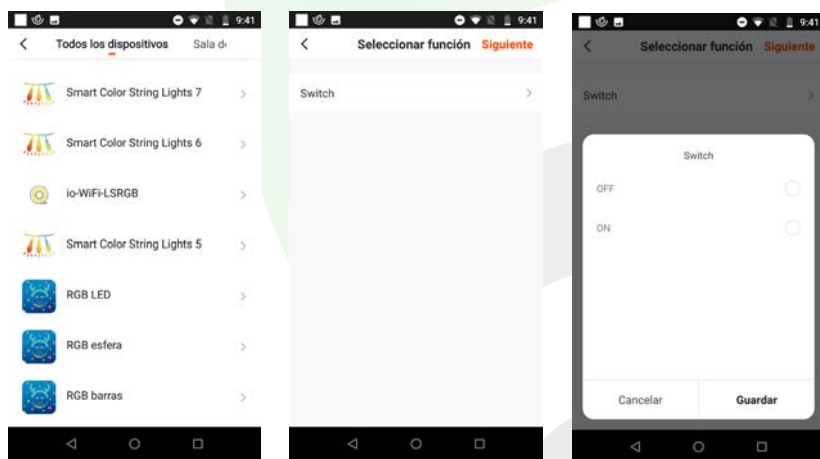 9:41
Todos los dispositivos Sala d
Smart Color String Lights 7
Smart Color String Lights 6
io-WiFi-LSRGB
Smart Color String Lights 5
RGB LED
RGB esfera
RGB barras
9:41
Seleccionar función Siguiente
Switch
9:41
Seleccionar función Siguiente
Switch
Switch
OFF
ON
Cancelar Guardar